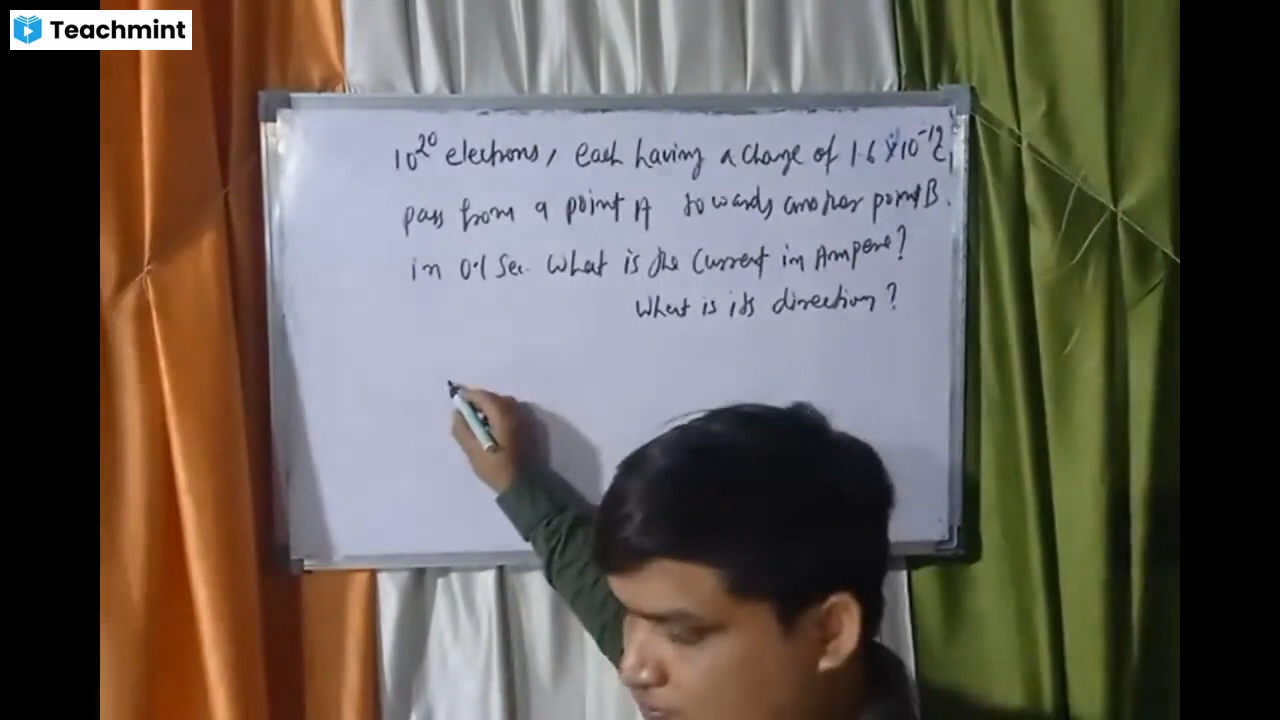 Teachmint
10²⁰ electrons, each having a charge of 1.6 × 10⁻¹⁹C,
pass from a point A towards another point B.
in 0.1 Sec. What is the Current in Ampere?
What is its direction?